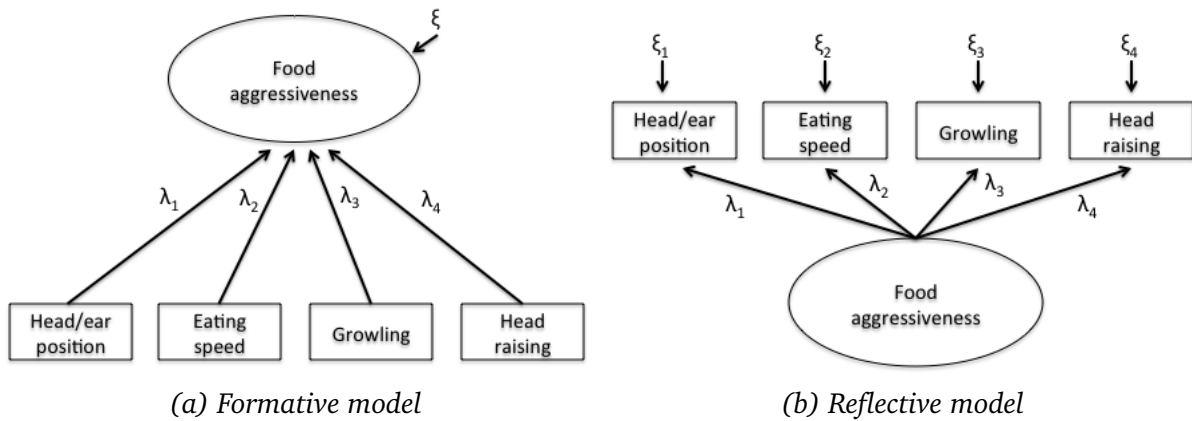 ξ
Food
aggressiveness
λ1 λ2 λ3 λ4
Head/ear
position
Eating
speed
Growling
Head
raising
(a) Formative model
ξ1 ξ2 ξ3 ξ4
Head/ear
position
Eating
speed
Growling
Head
raising
λ1 λ2 λ3 λ4
Food
aggressiveness
(b) Reflective model